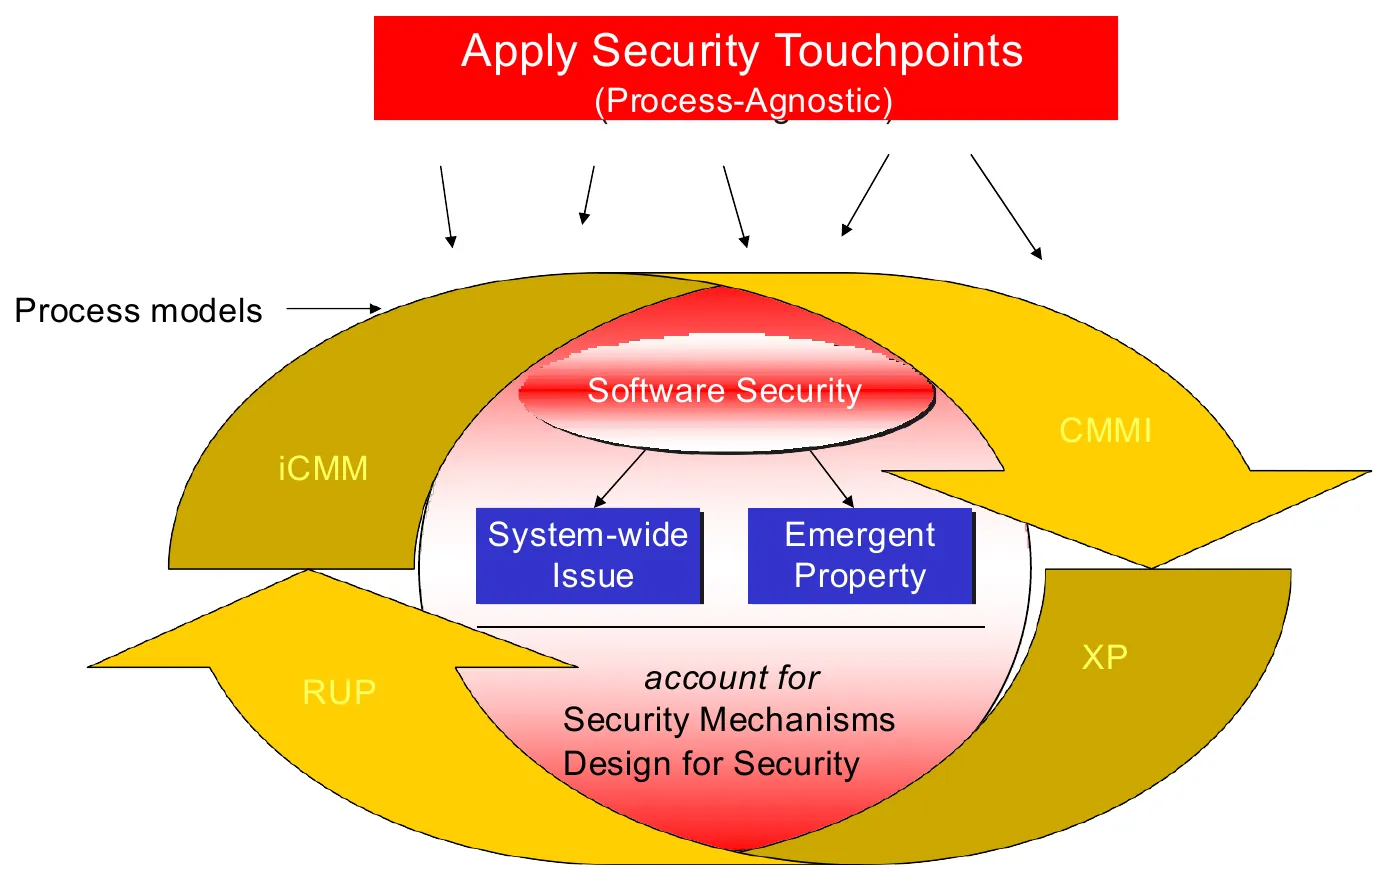 Apply Security Touchpoints
(Process-Agnostic)
Process models
Software Security
CMMI
iCMM
System-wide
Issue
Emergent
Property
XP
RUP
account for
Security Mechanisms
Design for Security